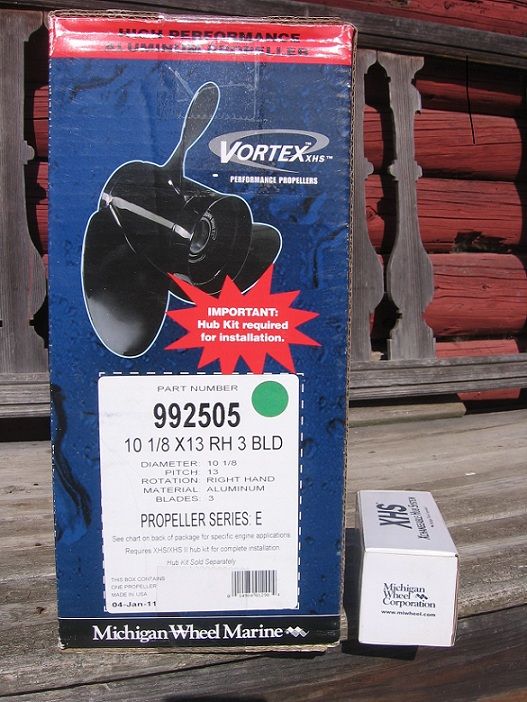 HIGH PERFORMANCE
ALUMINUM PROPELLER
VORTEX XHS™
PERFORMANCE PROPELLERS
IMPORTANT:
Hub Kit required
for installation.
PART NUMBER
992505
10 1/8 X13 RH 3 BLD
DIAMETER: 10 1/8
PITCH: 13
ROTATION: RIGHT HAND
MATERIAL: ALUMINUM
BLADES: 3
PROPELLER SERIES: E
See chart on back of package for specific engine applications
Requires XHS/XHS II hub kit for complete installation
Hub Kit Sold Separately
THIS BOX CONTAINS
ONE PROPELLER
MADE IN USA
04-Jan-11
Michigan Wheel Marine
XHS
XCHANGEABLE HUB SYSTEM
Michigan
Wheel
Corporation
www.miwheel.com